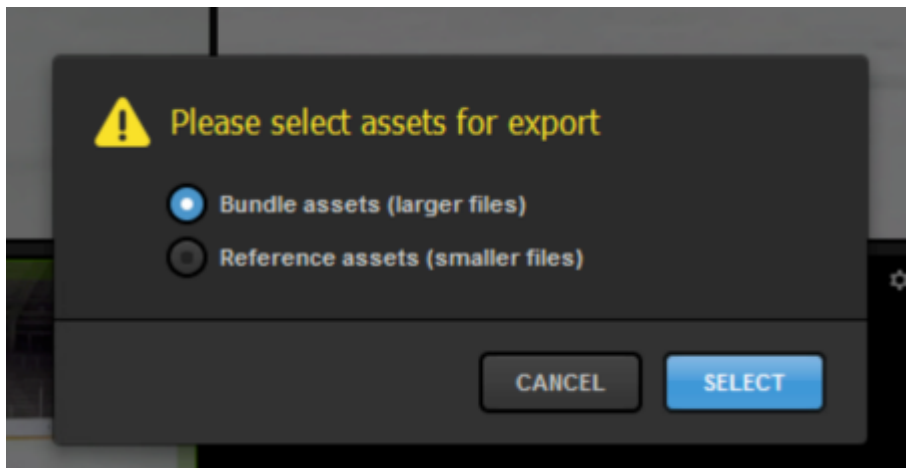 Please select assets for export
Bundle assets (larger files)
Reference assets (smaller files)
CANCEL
SELECT